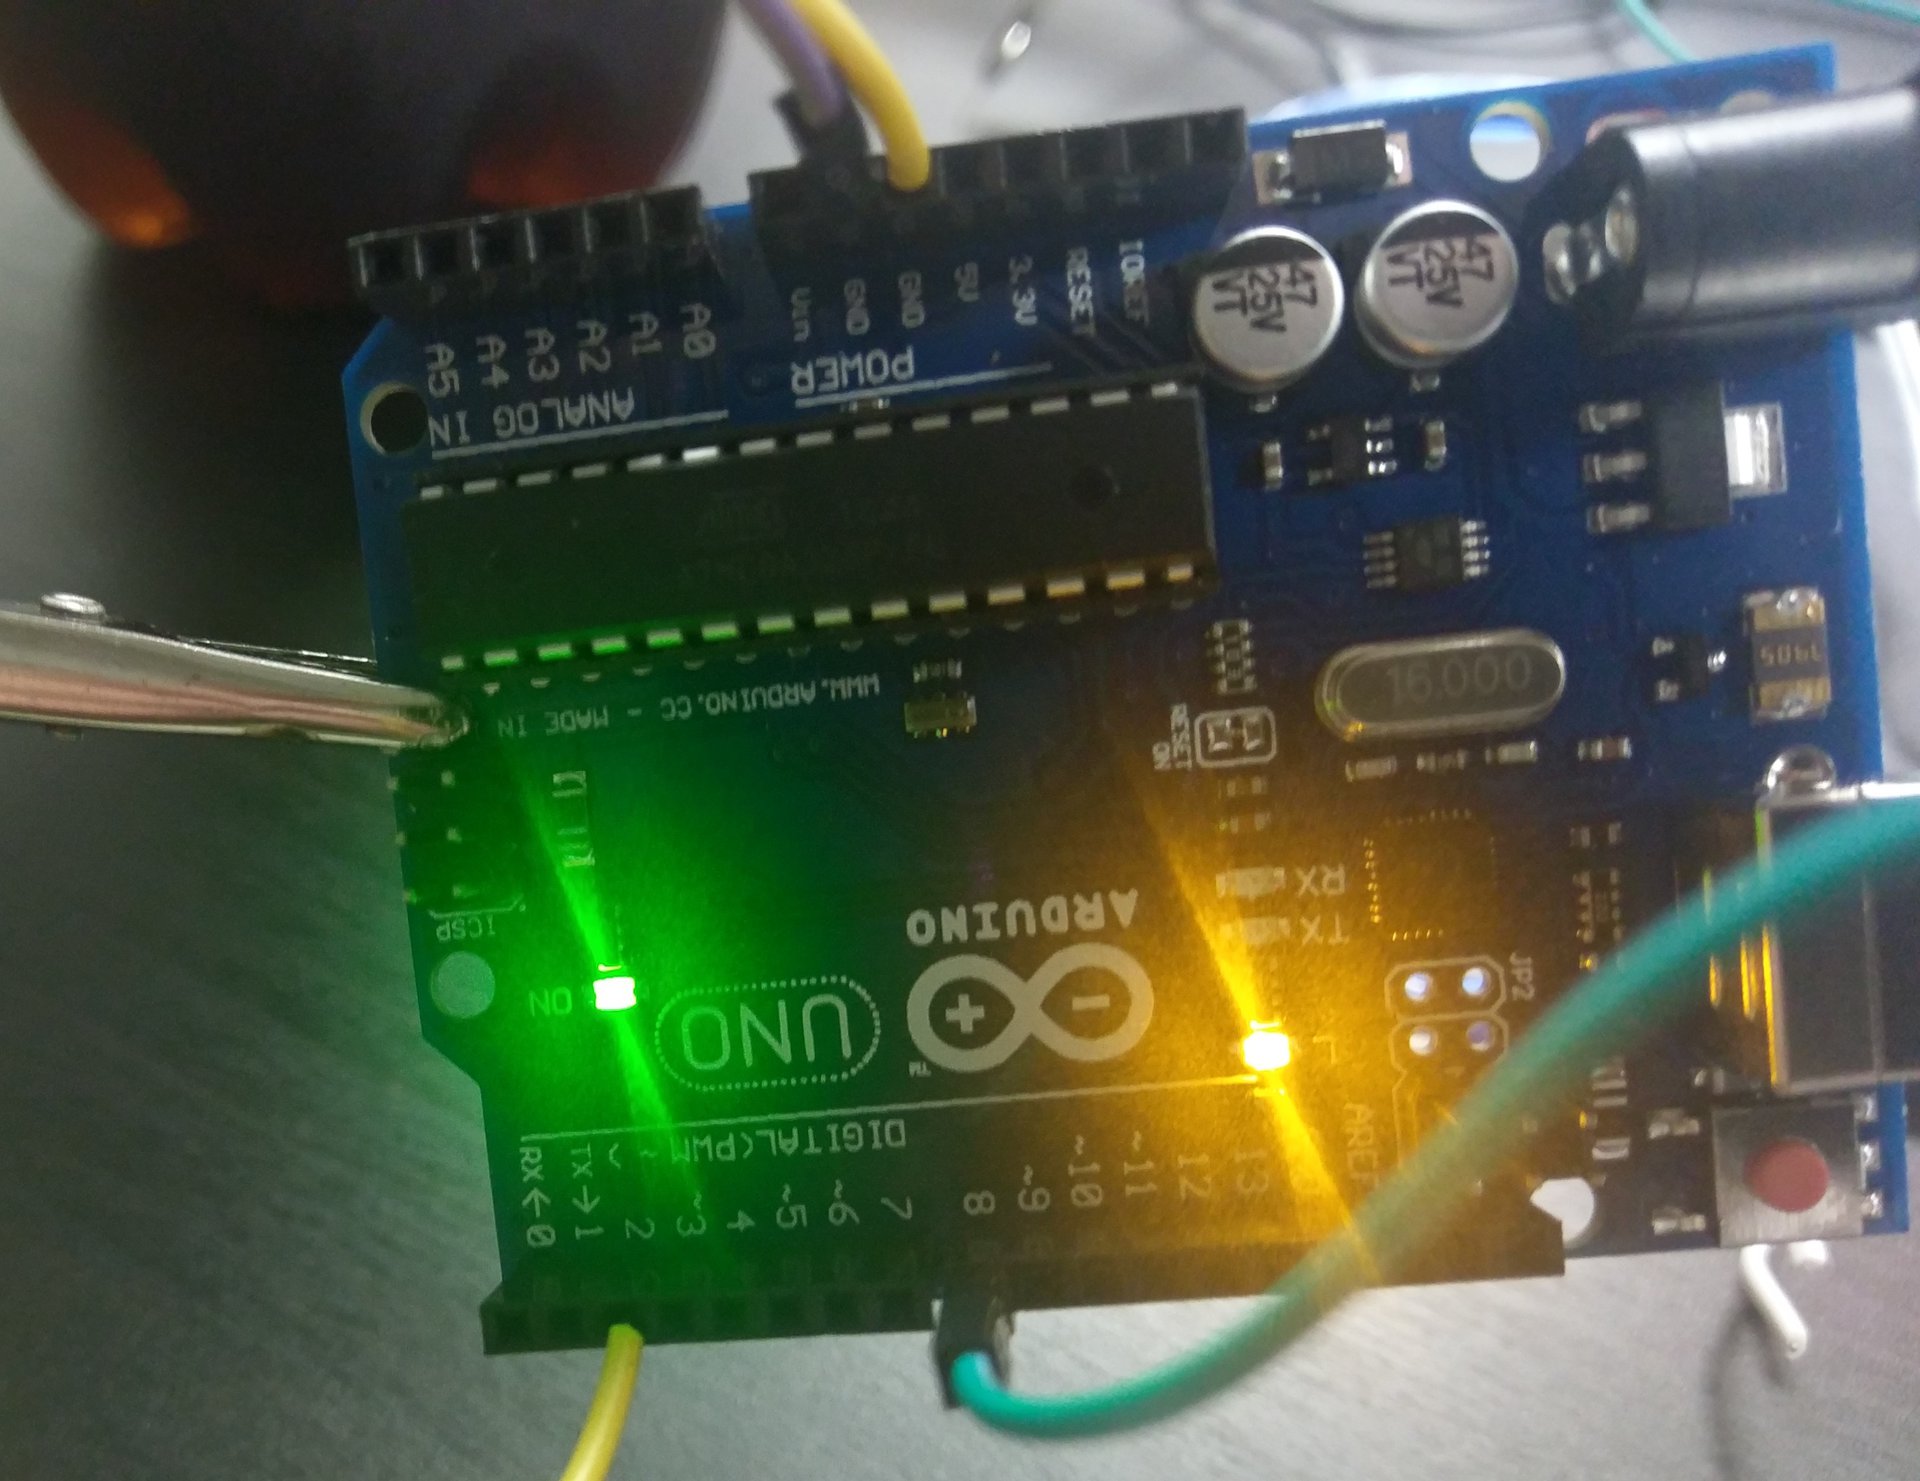 IOREF
RESET
3.3V
5V
GND
GND
Vin
POWER
A0
A1
A2
A3
A4
A5
ANALOG IN
47
25V
VT
47
25V
VT
16.000
WWW.ARDUINO.CC - MADE IN
RESET
RX
TX
L
ARDUINO
UNO
ON
ICSP
JP2
AREF
13
12
~11
~10
~9
8
7
~6
~5
4
~3
2
TX→1
RX←0
DIGITAL (PWM